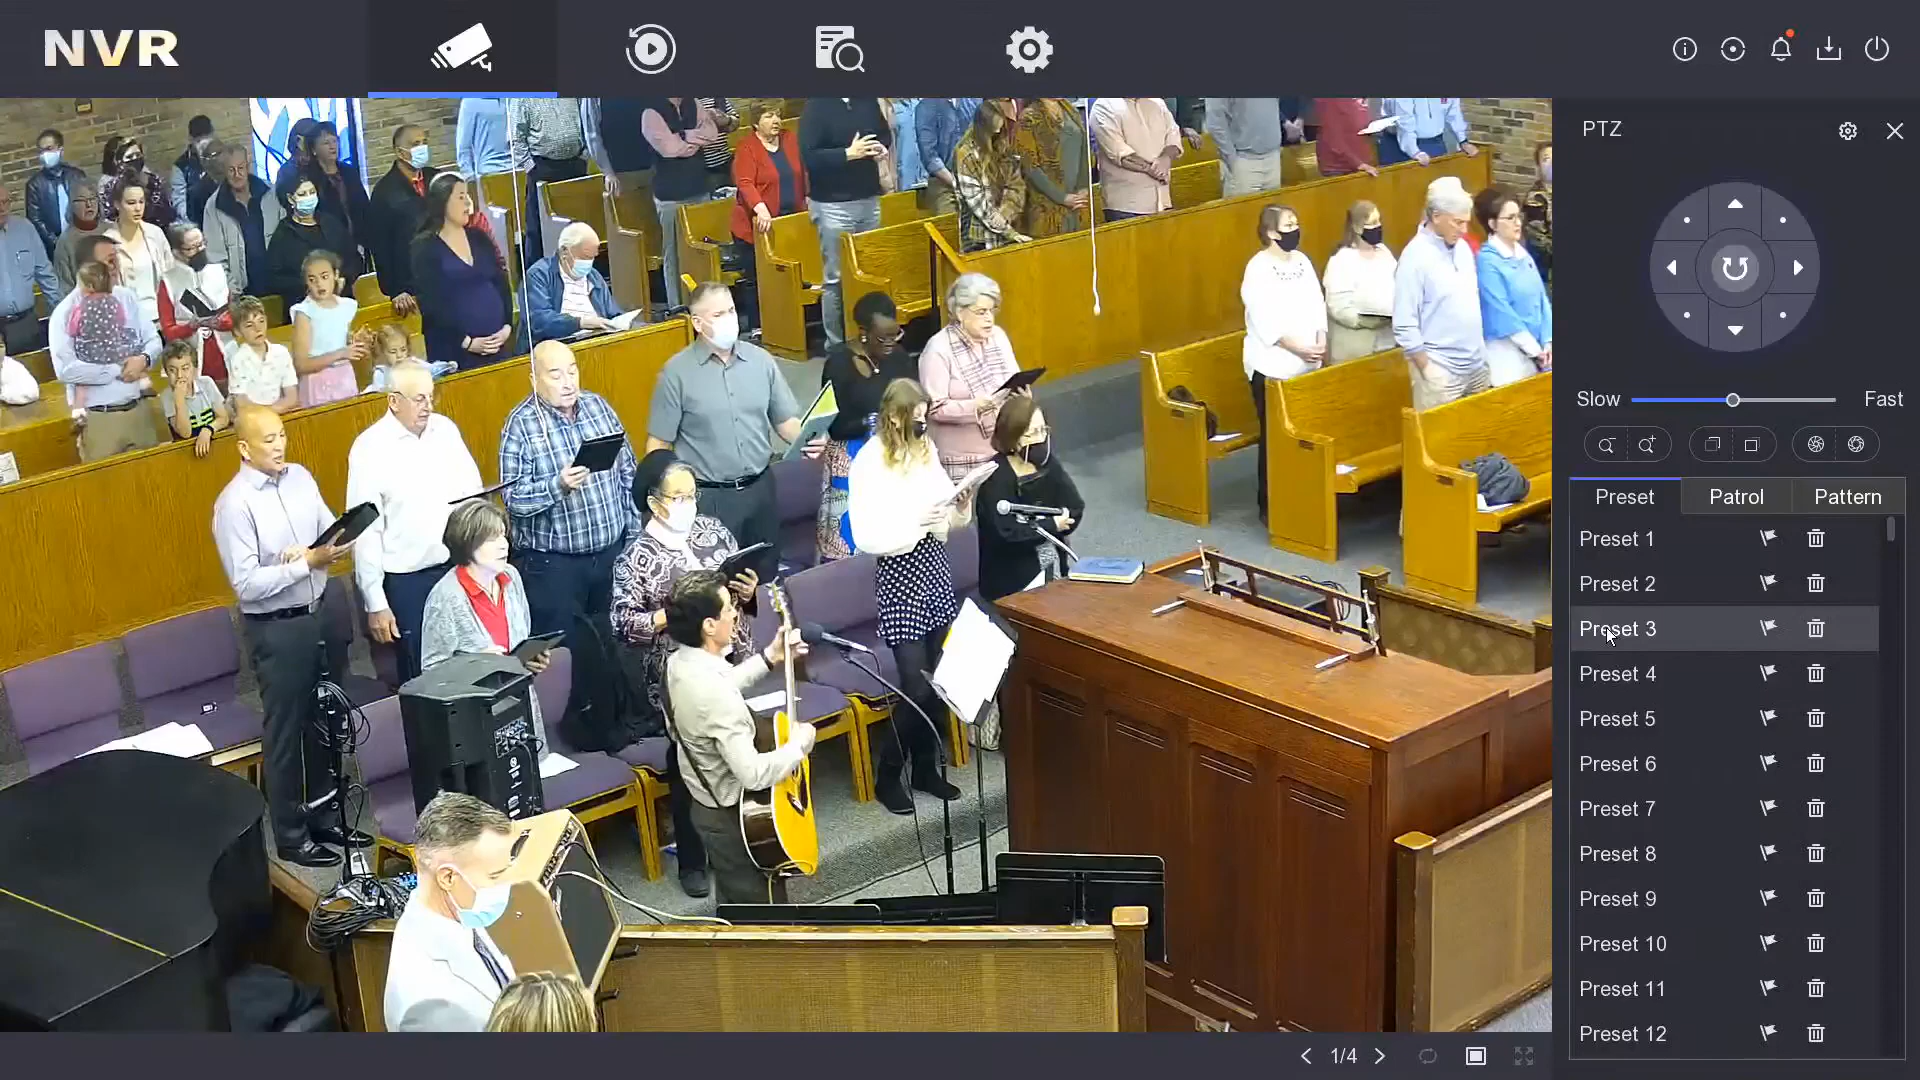 NVR
PTZ
Slow Fast
Preset Patrol Pattern
Preset 1
Preset 2
Preset 3
Preset 4
Preset 5
Preset 6
Preset 7
Preset 8
Preset 9
Preset 10
Preset 11
Preset 12
1/4